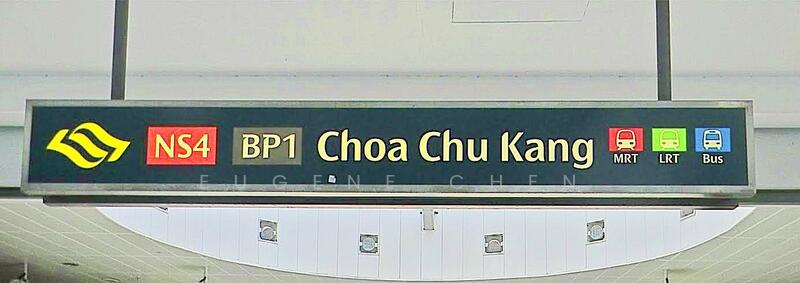 NS4 BP1 Choa Chu Kang MRT LRT Bus
EUGENE CHEN